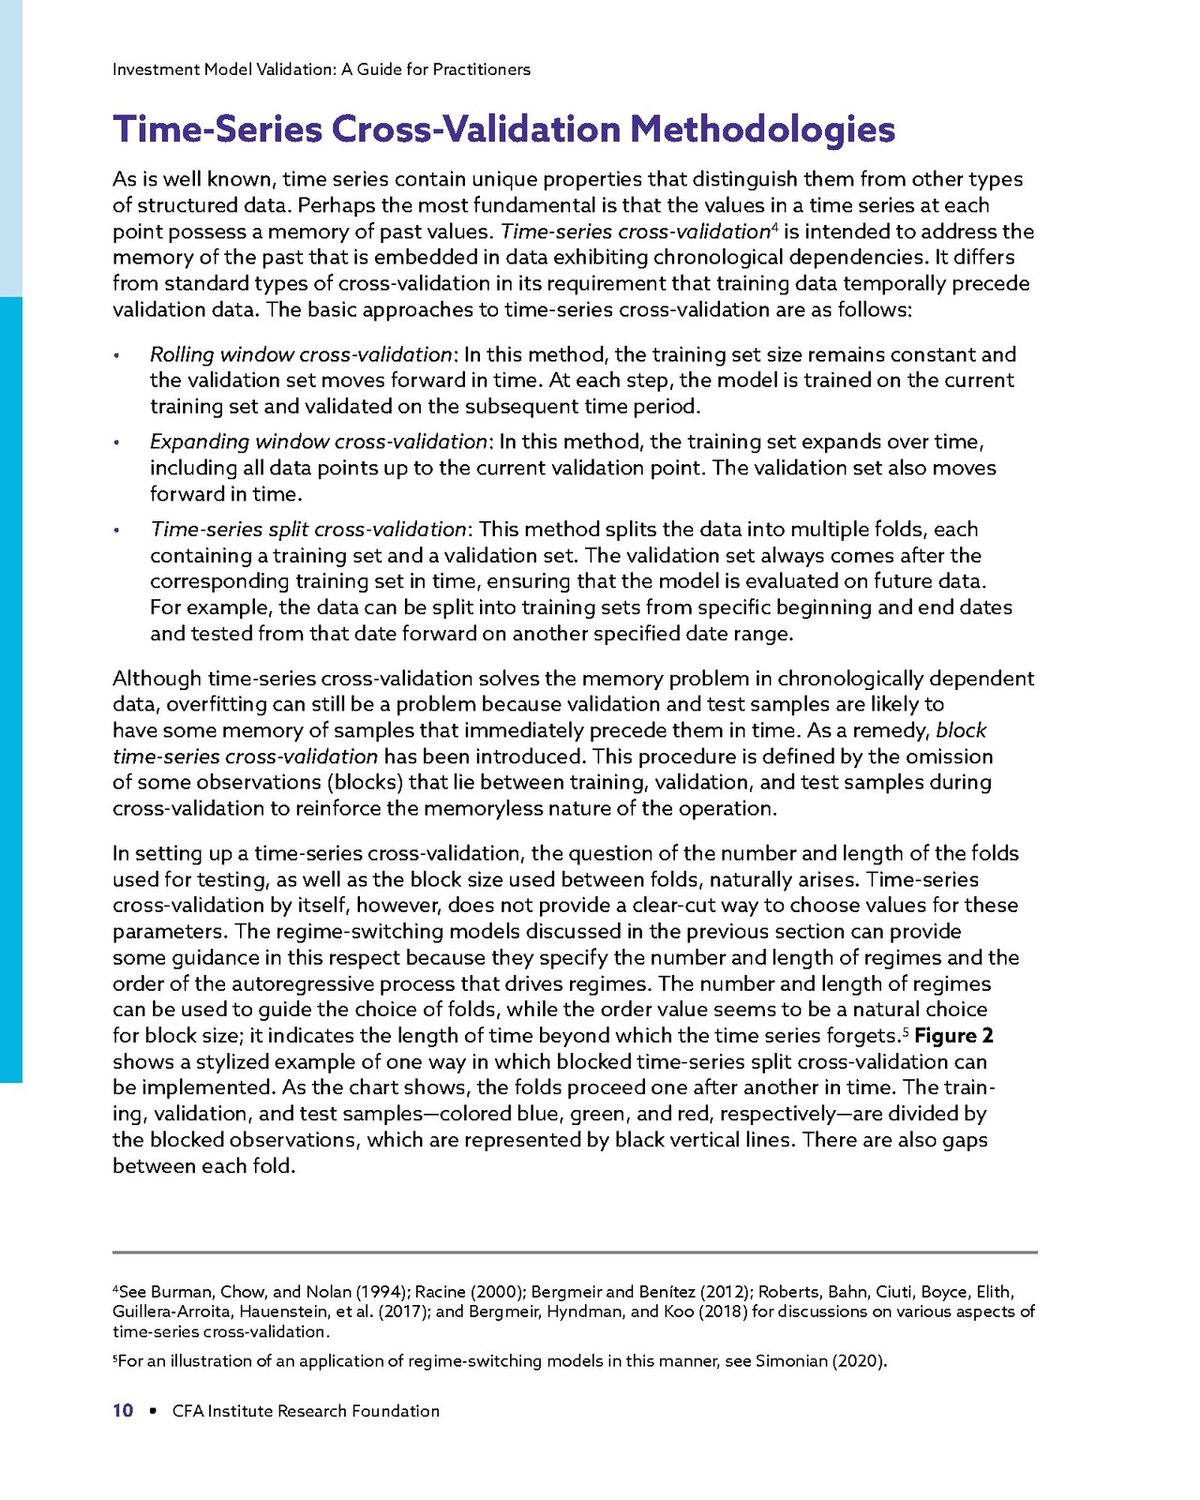 Investment Model Validation: A Guide for Practitioners
Time-Series Cross-Validation Methodologies
As is well known, time series contain unique properties that distinguish them from other types
of structured data. Perhaps the most fundamental is that the values in a time series at each
point possess a memory of past values. Time-series cross-validation⁴ is intended to address the
memory of the past that is embedded in data exhibiting chronological dependencies. It differs
from standard types of cross-validation in its requirement that training data temporally precede
validation data. The basic approaches to time-series cross-validation are as follows:
• Rolling window cross-validation: In this method, the training set size remains constant and
the validation set moves forward in time. At each step, the model is trained on the current
training set and validated on the subsequent time period.
• Expanding window cross-validation: In this method, the training set expands over time,
including all data points up to the current validation point. The validation set also moves
forward in time.
• Time-series split cross-validation: This method splits the data into multiple folds, each
containing a training set and a validation set. The validation set always comes after the
corresponding training set in time, ensuring that the model is evaluated on future data.
For example, the data can be split into training sets from specific beginning and end dates
and tested from that date forward on another specified date range.
Although time-series cross-validation solves the memory problem in chronologically dependent
data, overfitting can still be a problem because validation and test samples are likely to
have some memory of samples that immediately precede them in time. As a remedy, block
time-series cross-validation has been introduced. This procedure is defined by the omission
of some observations (blocks) that lie between training, validation, and test samples during
cross-validation to reinforce the memoryless nature of the operation.
In setting up a time-series cross-validation, the question of the number and length of the folds
used for testing, as well as the block size used between folds, naturally arises. Time-series
cross-validation by itself, however, does not provide a clear-cut way to choose values for these
parameters. The regime-switching models discussed in the previous section can provide
some guidance in this respect because they specify the number and length of regimes and the
order of the autoregressive process that drives regimes. The number and length of regimes
can be used to guide the choice of folds, while the order value seems to be a natural choice
for block size; it indicates the length of time beyond which the time series forgets.⁵ Figure 2
shows a stylized example of one way in which blocked time-series split cross-validation can
be implemented. As the chart shows, the folds proceed one after another in time. The train-
ing, validation, and test samples—colored blue, green, and red, respectively—are divided by
the blocked observations, which are represented by black vertical lines. There are also gaps
between each fold.
⁴See Burman, Chow, and Nolan (1994); Racine (2000); Bergmeir and Benítez (2012); Roberts, Bahn, Ciuti, Boyce, Elith,
Guillera-Arroita, Hauenstein, et al. (2017); and Bergmeir, Hyndman, and Koo (2018) for discussions on various aspects of
time-series cross-validation.
⁵For an illustration of an application of regime-switching models in this manner, see Simonian (2020).
10 • CFA Institute Research Foundation